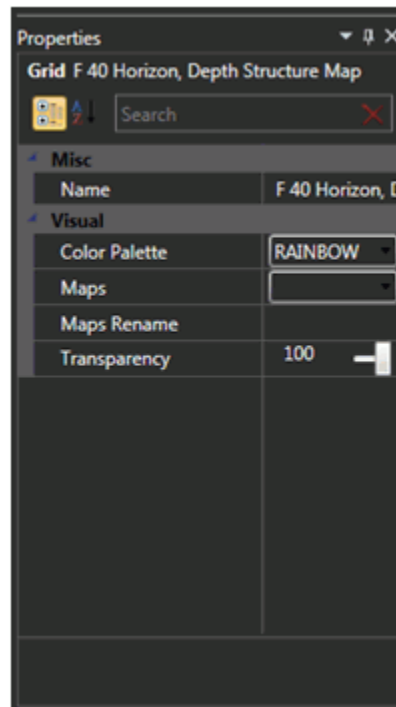 Properties
Grid F 40 Horizon, Depth Structure Map
A Z Search
Misc
Name F 40 Horizon,
Visual
Color Palette RAINBOW
Maps
Maps Rename
Transparency 100